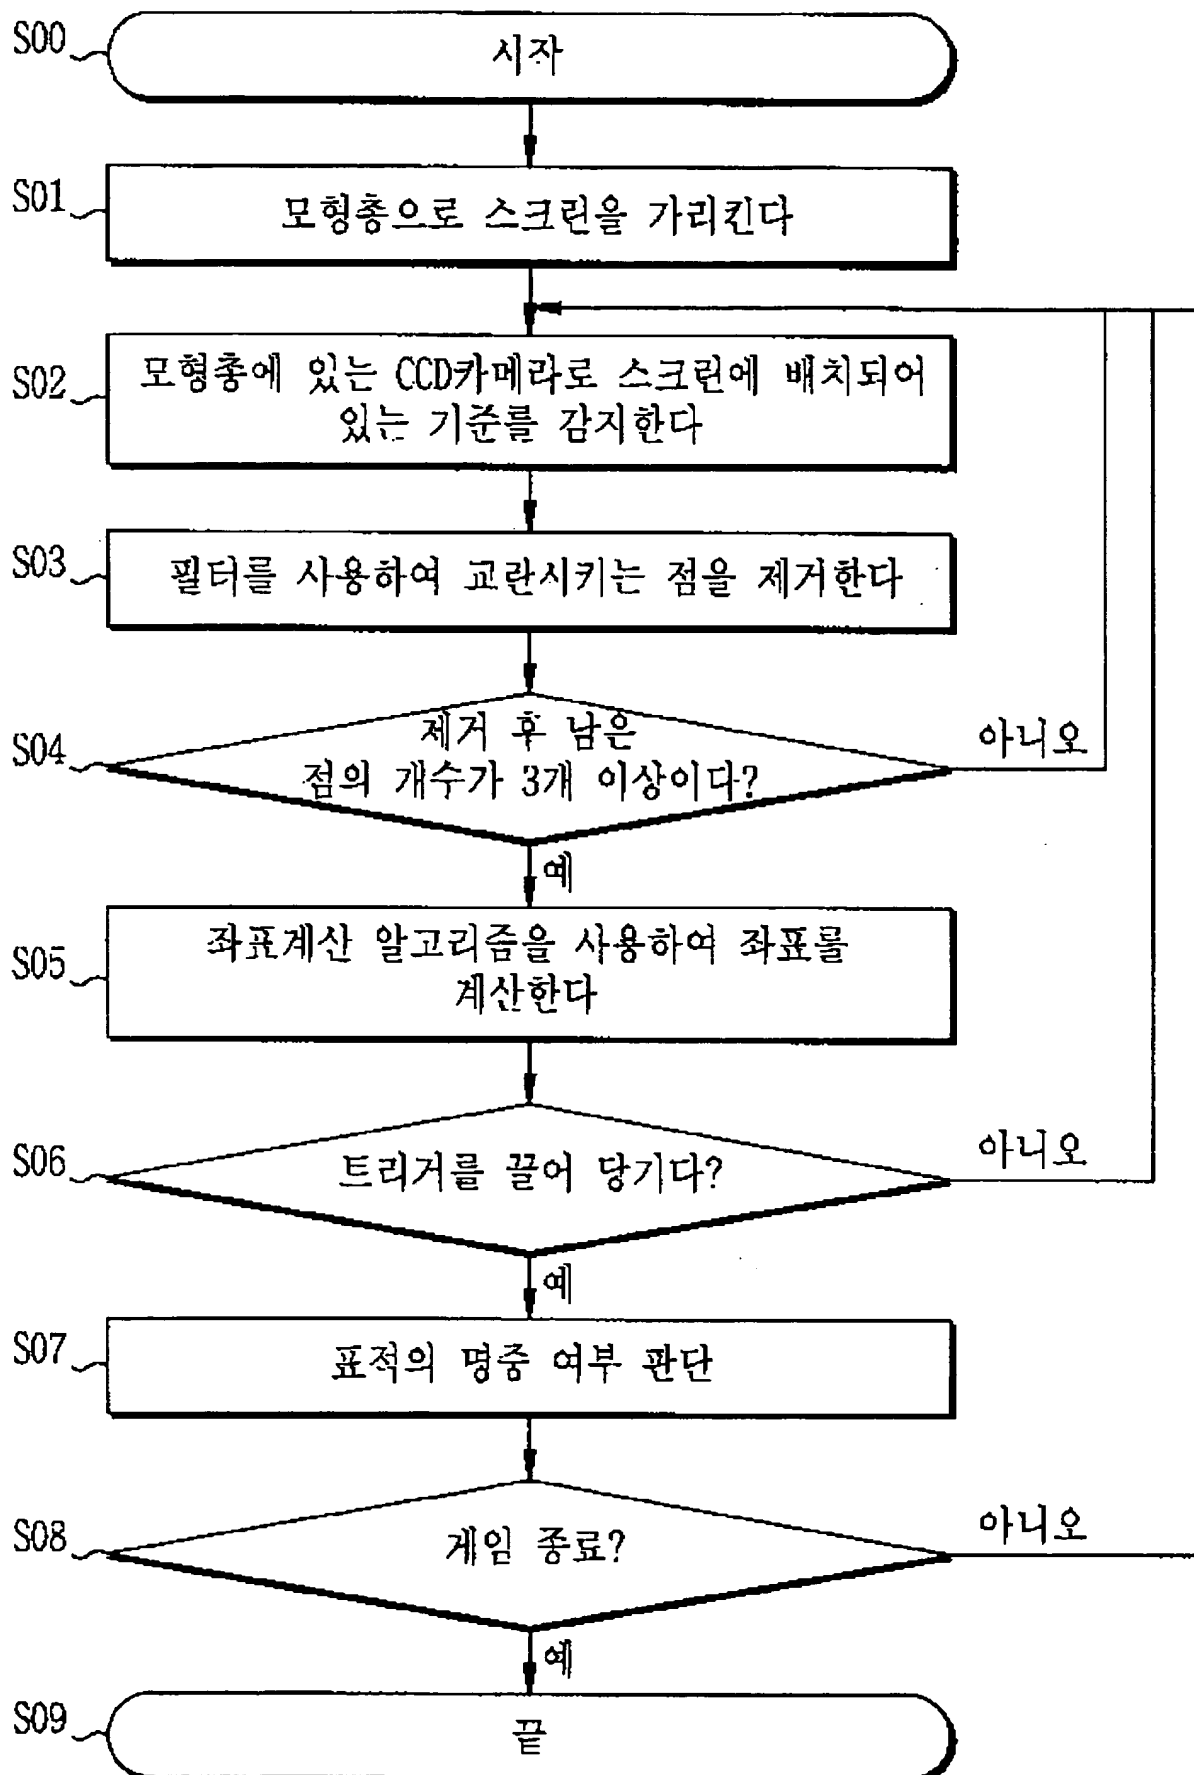 S00
시작
S01
모형총으로 스크린을 가리킨다
S02
모형총에 있는 CCD카메라로 스크린에 배치되어
있는 기준를 감지한다
S03
필터를 사용하여 교란시키는 점을 제거한다
S04
제거 후 남은
점의 개수가 3개 이상이다?
아니오
예
S05
좌표계산 알고리즘을 사용하여 좌표를
계산한다
S06
트리거를 끌어 당기다?
아니오
예
S07
표적의 명중 여부 판단
S08
게임 종료?
아니오
예
S09
끝